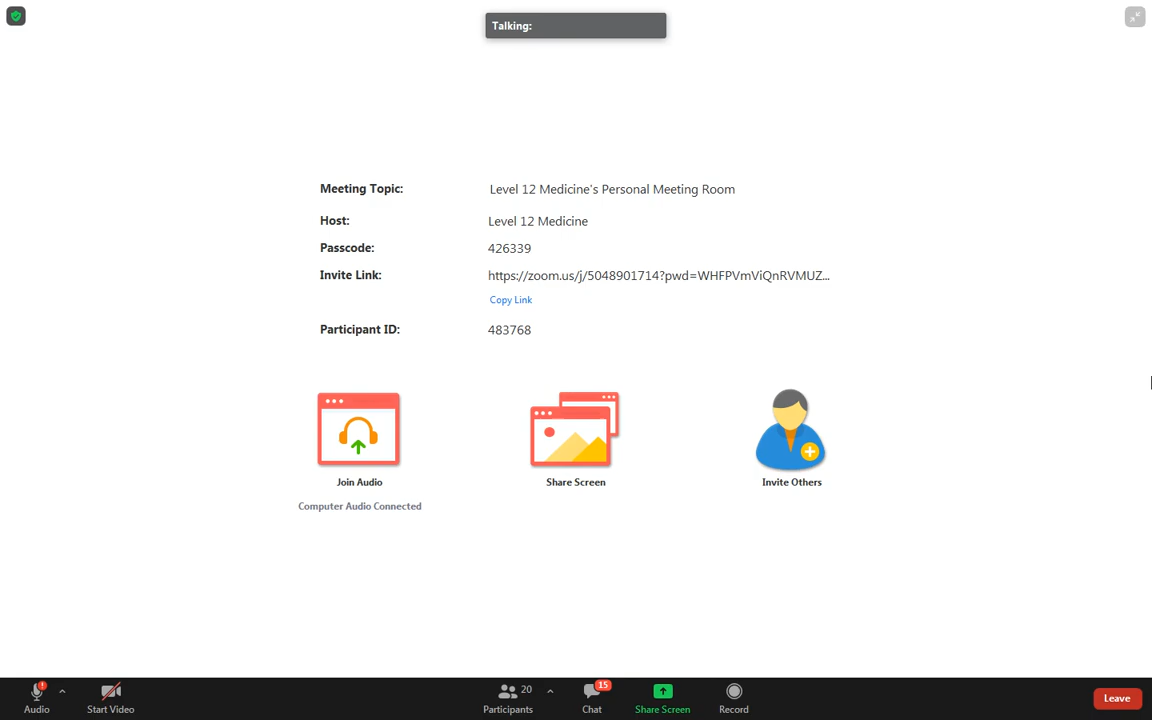 Talking:
Meeting Topic: Level 12 Medicine's Personal Meeting Room
Host: Level 12 Medicine
Passcode: 426339
Invite Link: https://zoom.us/j/5048901714?pwd=WHFPVmViQnRVMUZ...
Copy Link
Participant ID: 483768
Join Audio Share Screen Invite Others
Computer Audio Connected
! 20 15
Audio Start Video Participants Chat Share Screen Record Leave